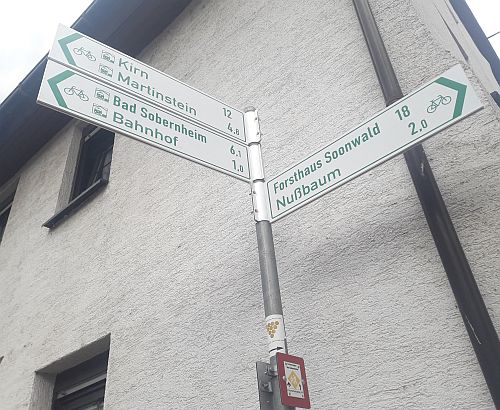 Kirn 12
Martinstein 4.8
Bad Sobernheim 6.1
Bahnhof 1.0
Forsthaus Soonwald 18
Nußbaum 2.0